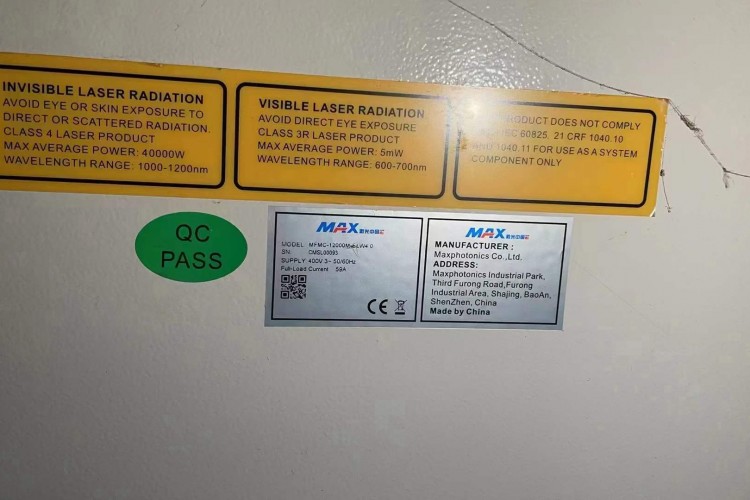 INVISIBLE LASER RADIATION
AVOID EYE OR SKIN EXPOSURE TO
DIRECT OR SCATTERED RADIATION.
CLASS 4 LASER PRODUCT
MAX AVERAGE POWER: 40000W
WAVELENGTH RANGE: 1000-1200nm
VISIBLE LASER RADIATION
AVOID DIRECT EYE EXPOSURE
CLASS 3R LASER PRODUCT
MAX AVERAGE POWER: 5mW
WAVELENGTH RANGE: 600-700nm
PRODUCT DOES NOT COMPLY
60825, 21 CRF 1040.10
1040.11 FOR USE AS A SYSTEM
COMPONENT ONLY
QC
PASS
MAX
MODEL:
SN: CMSL00093
SUPPLY: 400V 3~ 50/60Hz
Full-Load Current 59A
CE
MAX
MANUFACTURER:
Maxphotonics Co.,Ltd.
ADDRESS:
Maxphotonics Industrial Park,
Third Furong Road,Furong
Industrial Area, Shajing, BaoAn,
ShenZhen, China
Made by China